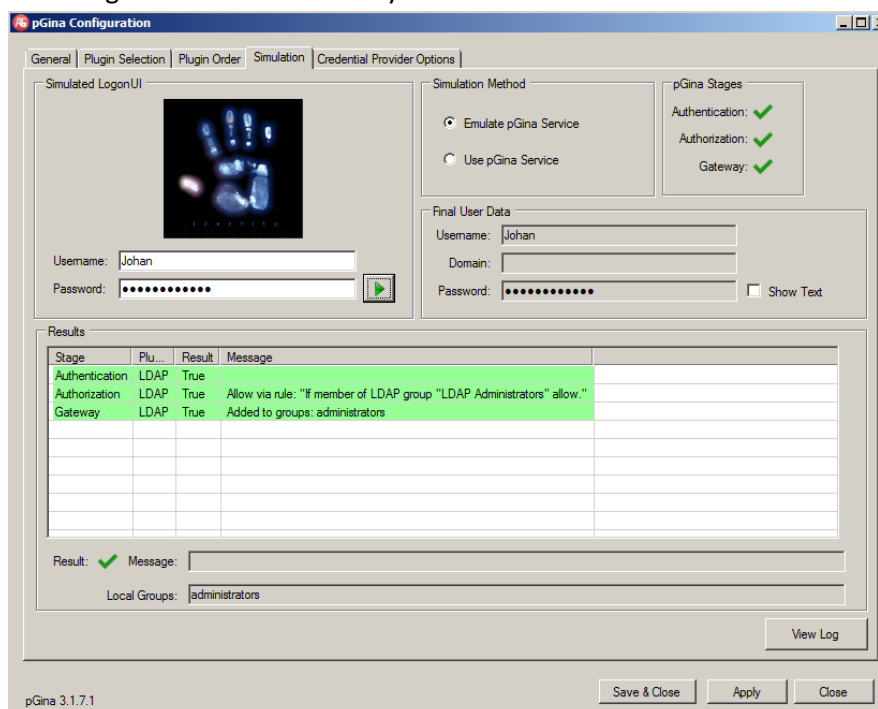 pGina Configuration
General Plugin Selection Plugin Order Simulation Credential Provider Options
Simulated LogonUI
Username: Johan
Password: ●●●●●●●●●●●●
Simulation Method
Emulate pGina Service
Use pGina Service
pGina Stages
Authentication:
Authorization:
Gateway:
Final User Data
Username: Johan
Domain:
Password: ●●●●●●●●●●●●
Show Text
Results
Stage Plu... Result Message
Authentication LDAP True
Authorization LDAP True Allow via rule: "If member of LDAP group "LDAP Administrators" allow."
Gateway LDAP True Added to groups: administrators
Result: Message:
Local Groups: administrators
View Log
pGina 3.1.7.1
Save & Close Apply Close